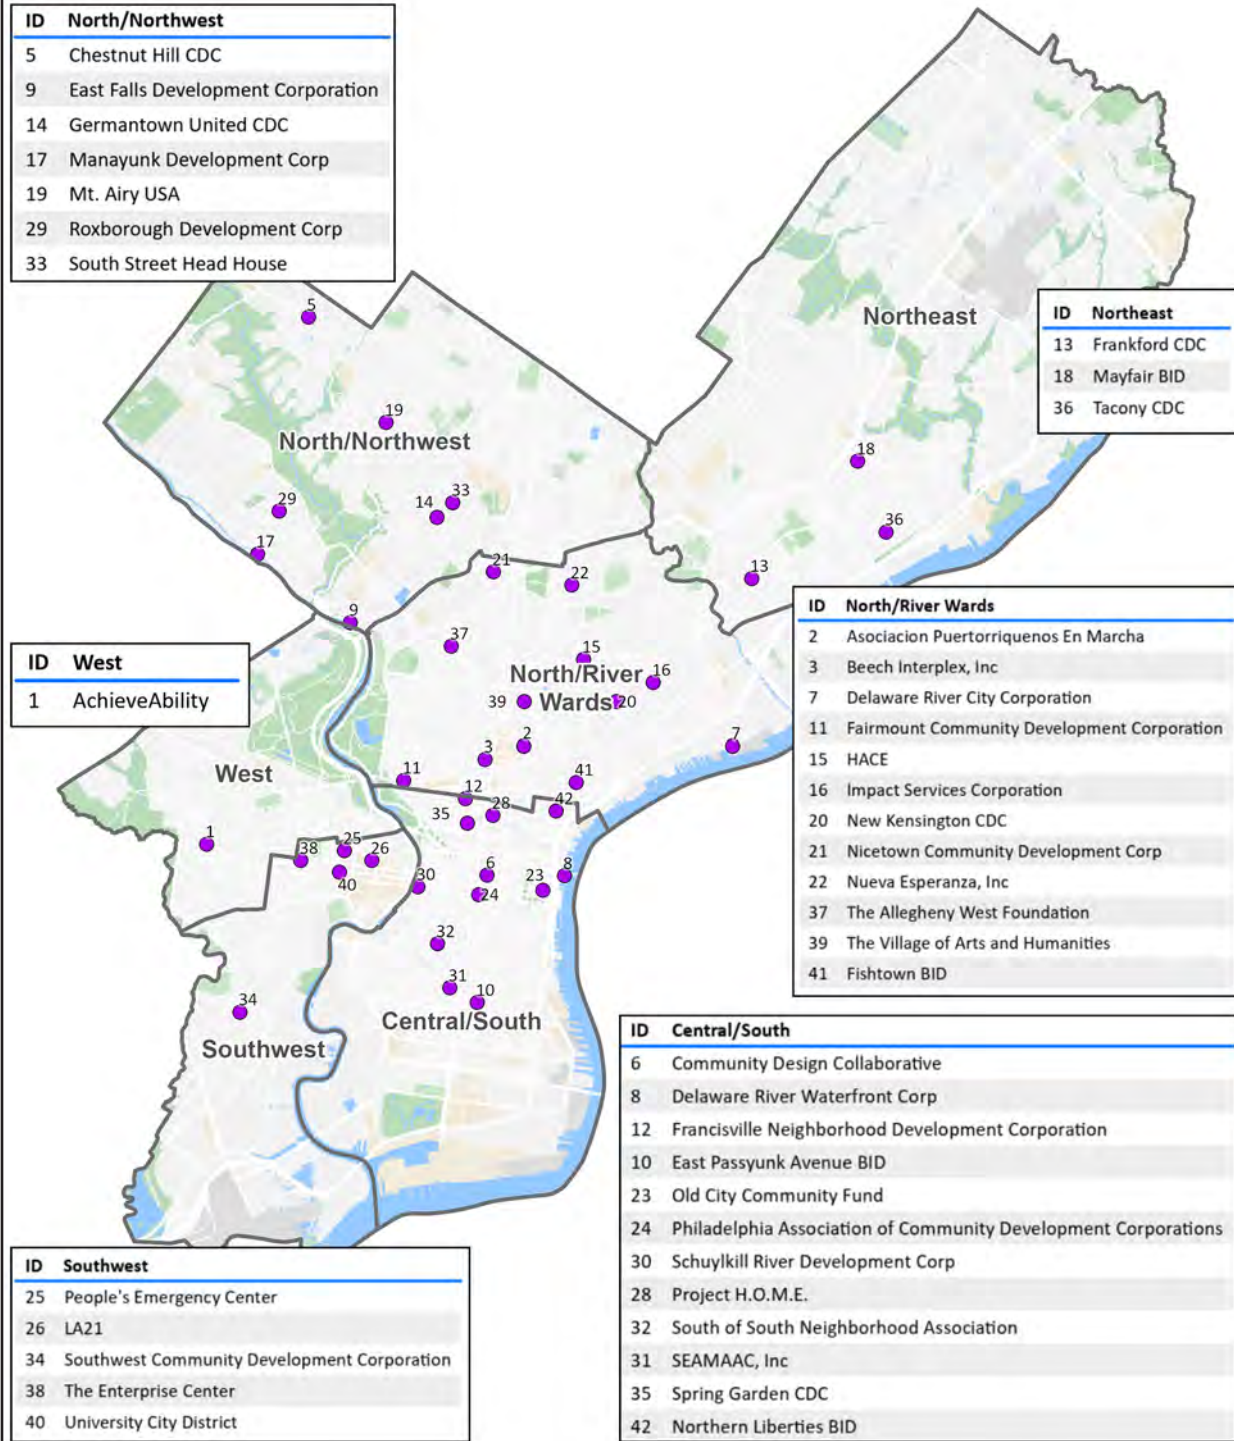 ID North/Northwest
5 Chestnut Hill CDC
9 East Falls Development Corporation
14 Germantown United CDC
17 Manayunk Development Corp
19 Mt. Airy USA
29 Roxborough Development Corp
33 South Street Head House
5
19
North/Northwest
29
14
33
17
9
Northeast
18
36
13
ID Northeast
13 Frankford CDC
18 Mayfair BID
36 Tacony CDC
21
22
37
15
North/River
Wards
16
39
20
2
3
7
11
41
ID North/River Wards
2 Asociacion Puertorriquenos En Marcha
3 Beech Interplex, Inc
7 Delaware River City Corporation
11 Fairmount Community Development Corporation
15 HACE
16 Impact Services Corporation
20 New Kensington CDC
21 Nicetown Community Development Corp
22 Nueva Esperanza, Inc
37 The Allegheny West Foundation
39 The Village of Arts and Humanities
41 Fishtown BID
ID West
1 AchieveAbility
West
1
12
28
42
35
38
25
26
40
30
6
24
23
8
32
31
10
Central/South
34
Southwest
ID Central/South
6 Community Design Collaborative
8 Delaware River Waterfront Corp
12 Francisville Neighborhood Development Corporation
10 East Passyunk Avenue BID
23 Old City Community Fund
24 Philadelphia Association of Community Development Corporations
30 Schuylkill River Development Corp
28 Project H.O.M.E.
32 South of South Neighborhood Association
31 SEAMAAC, Inc
35 Spring Garden CDC
42 Northern Liberties BID
ID Southwest
25 People's Emergency Center
26 LA21
34 Southwest Community Development Corporation
38 The Enterprise Center
40 University City District